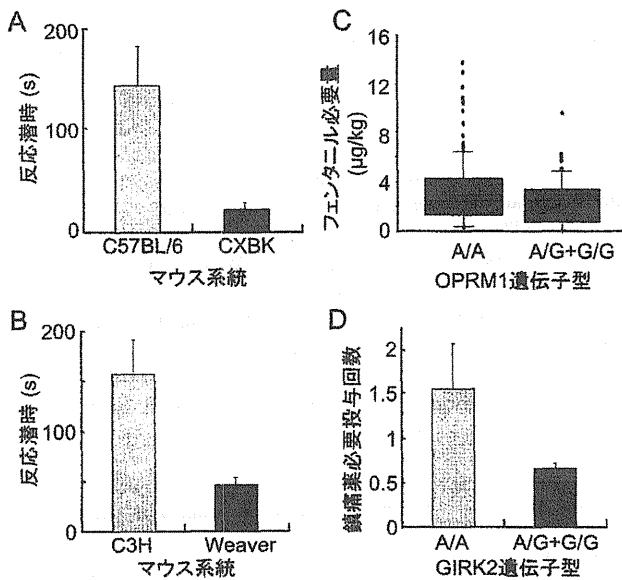 A
反応潜時 (s)
200
100
0
C57BL/6 CXBK
マウス系統
C
フェンタニル必要量
(μg/kg)
16
12
8
4
0
A/A A/G+G/G
OPRM1遺伝子型
B
反応潜時 (s)
200
100
0
C3H Weaver
マウス系統
D
鎮痛薬必要投与回数
2
1.5
1
0.5
0
A/A A/G+G/G
GIRK2遺伝子型